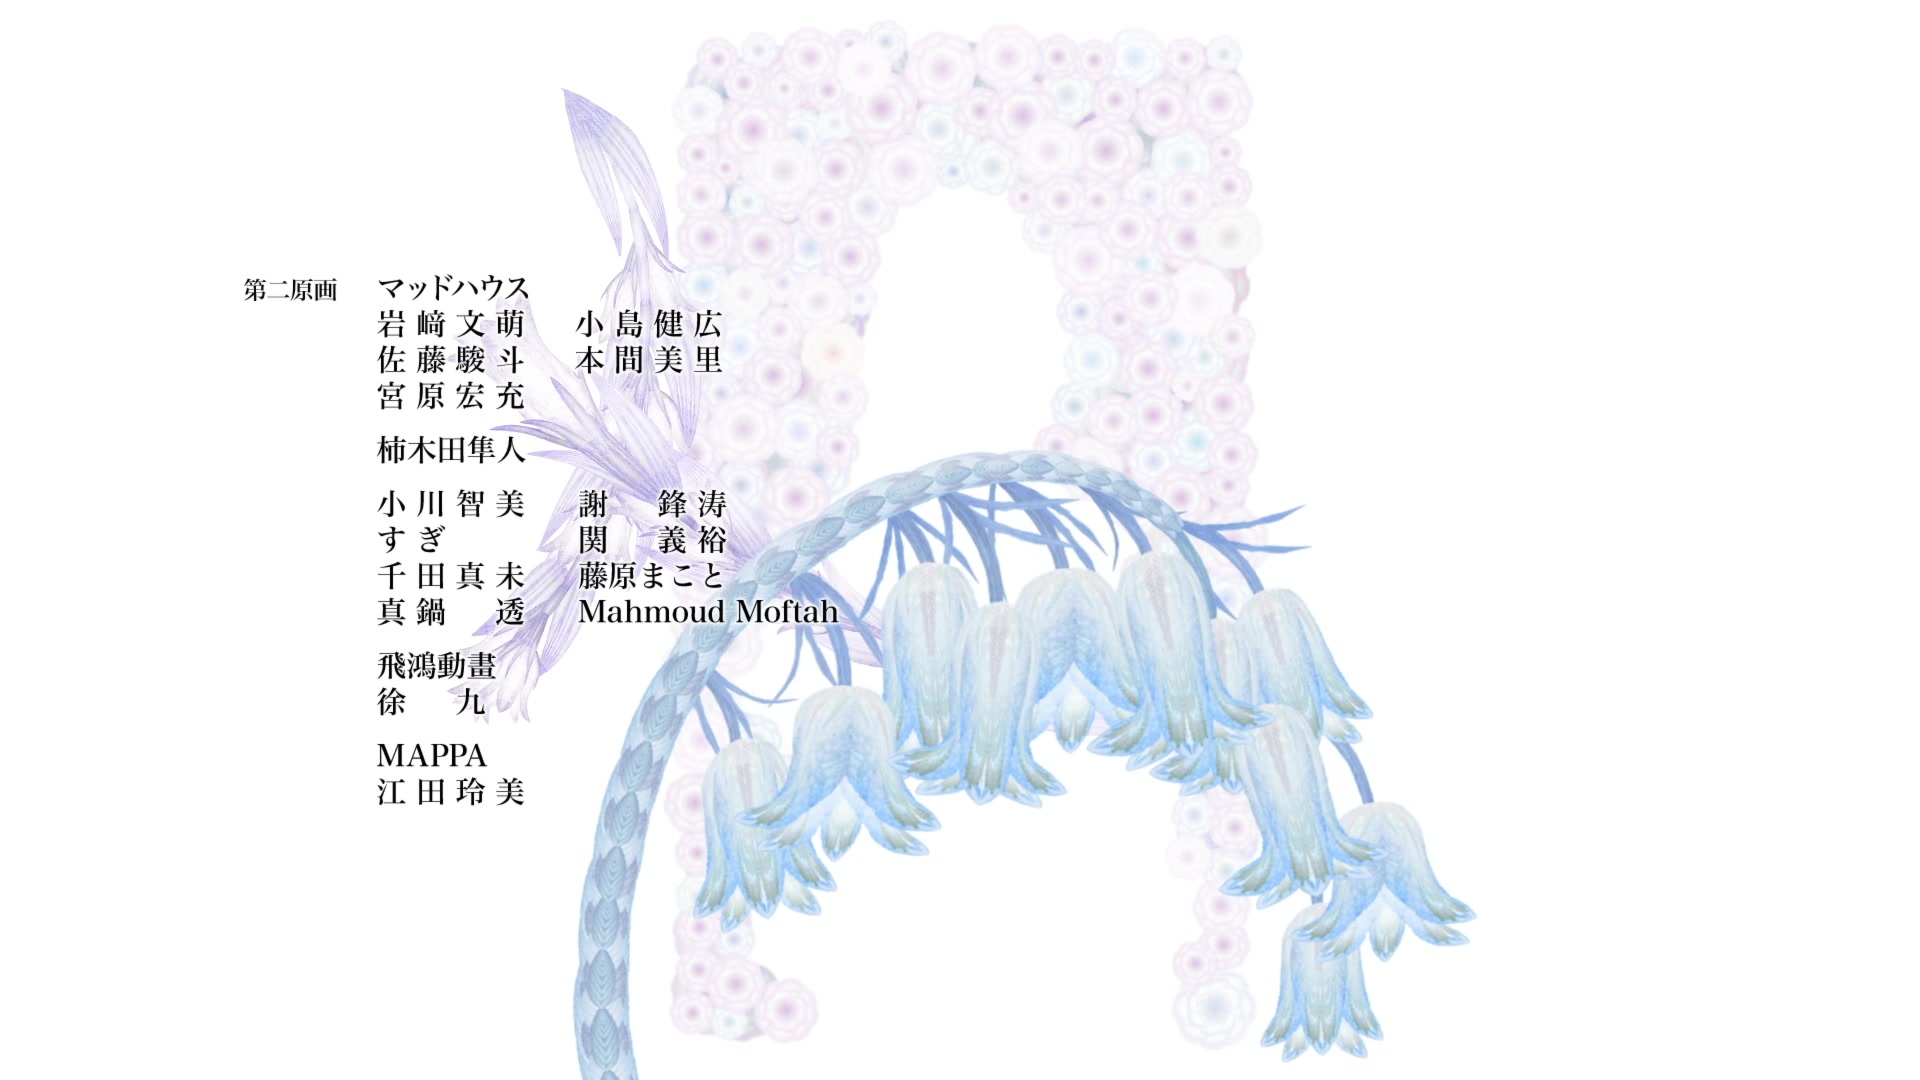 第二原画 マッドハウス
岩﨑文萌 小島健広
佐藤駿斗 本間美里
宮原宏充
柿木田隼人
小川智美 謝鋒涛
すぎ 関義裕
千田真未 藤原まこと
真鍋透 Mahmoud Moftah
飛鴻動畫
徐九
MAPPA
江田玲美